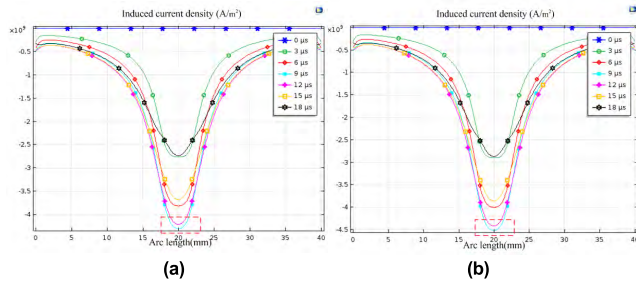 Induced current density (A/m²)
×10⁹
0 μs
3 μs
6 μs
9 μs
12 μs
15 μs
18 μs
-0.5
-1
-1.5
-2
-2.5
-3
-3.5
-4
0 5 10 15 20 25 30 35 40
Arc length(mm)
(a)
Induced current density (A/m²)
×10⁹
0 μs
3 μs
6 μs
9 μs
12 μs
15 μs
18 μs
-0.5
-1
-1.5
-2
-2.5
-3
-3.5
-4
-4.5
0 5 10 15 20 25 30 35 40
Arc length(mm)
(b)